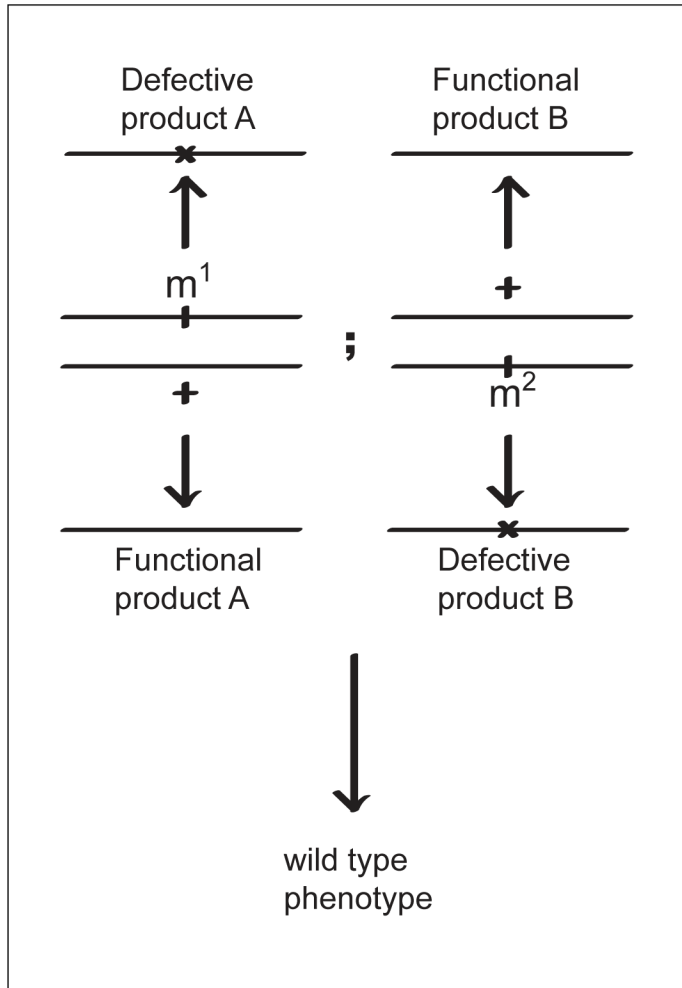 Defective
product A
Functional
product B
m¹
+
;
+
m²
Functional
product A
Defective
product B
wild type
phenotype